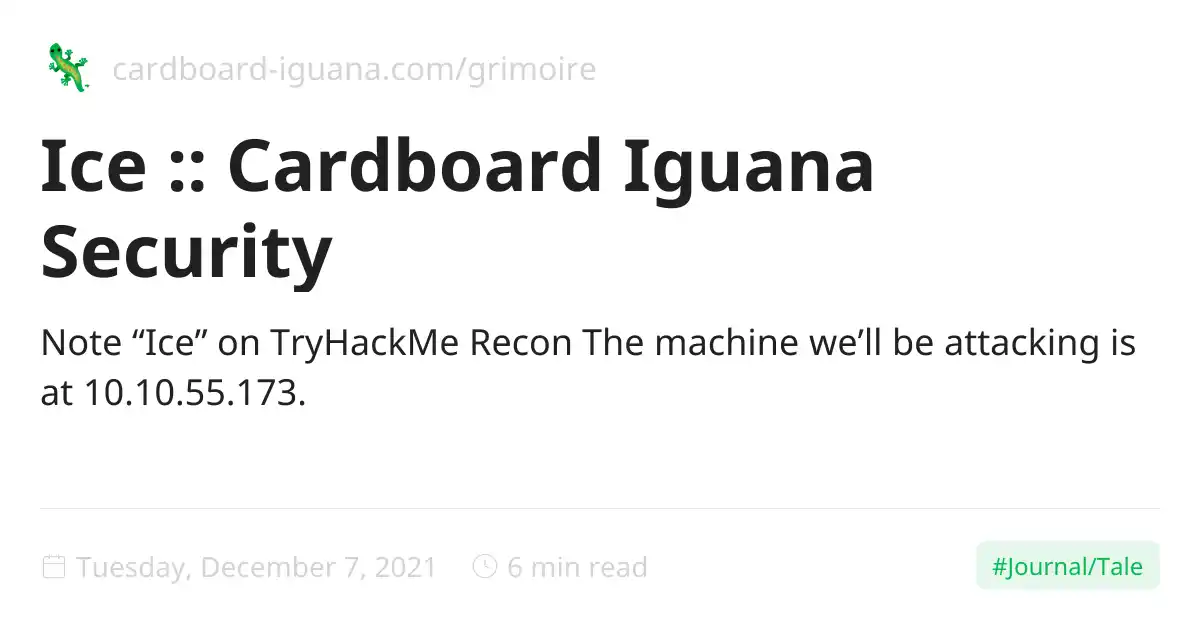 cardboard-iguana.com/grimoire
Ice :: Cardboard Iguana
Security
Note “Ice” on TryHackMe Recon The machine we’ll be attacking is
at 10.10.55.173.
Tuesday, December 7, 2021 6 min read #Journal/Tale